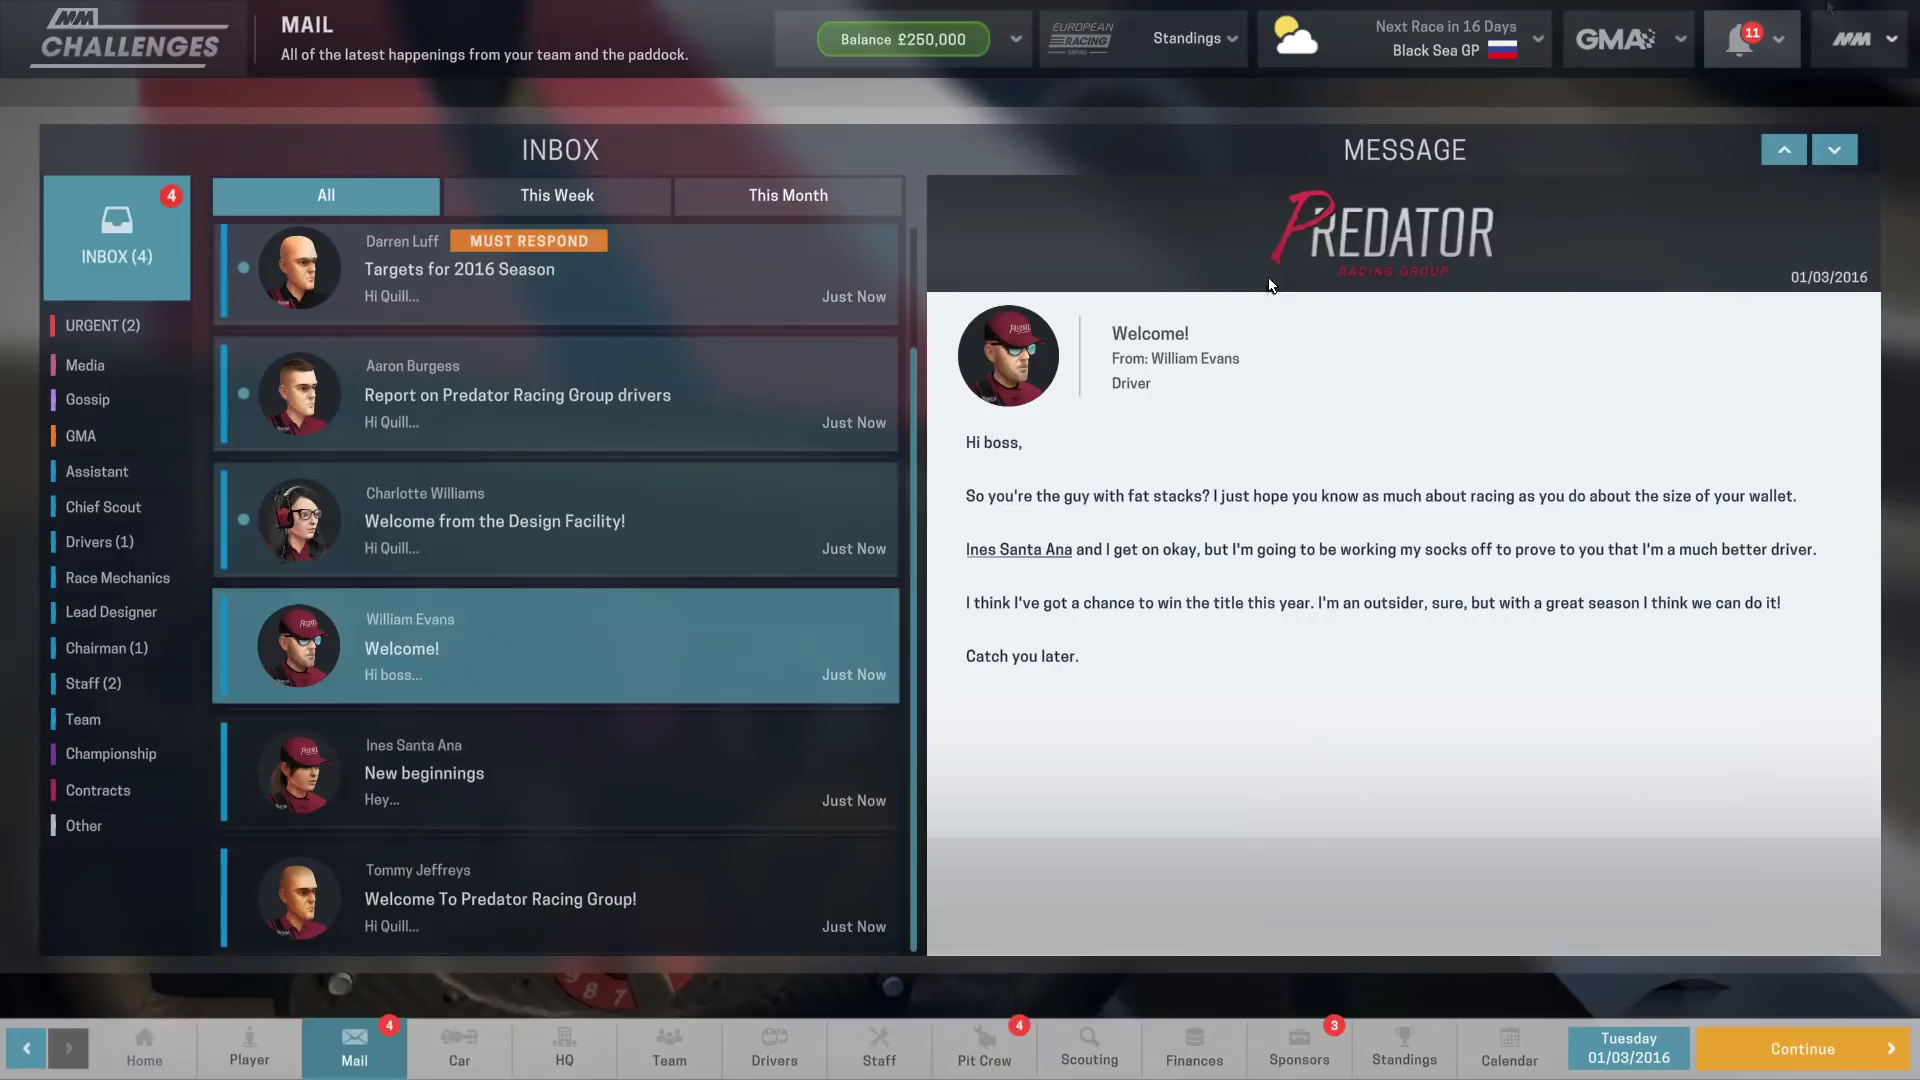 MM
CHALLENGES
MAIL
All of the latest happenings from your team and the paddock.
Balance £250,000
EUROPEAN
RACING
SERIES
Standings
Next Race in 16 Days
Black Sea GP
GMA
11
MM
INBOX
MESSAGE
4
INBOX (4)
URGENT (2)
Media
Gossip
GMA
Assistant
Chief Scout
Drivers (1)
Race Mechanics
Lead Designer
Chairman (1)
Staff (2)
Team
Championship
Contracts
Other
All
This Week
This Month
Darren Luff
MUST RESPOND
Targets for 2016 Season
Hi Quill...
Just Now
Aaron Burgess
Report on Predator Racing Group drivers
Hi Quill...
Just Now
Charlotte Williams
Welcome from the Design Facility!
Hi Quill...
Just Now
William Evans
Welcome!
Hi boss...
Just Now
Ines Santa Ana
New beginnings
Hey...
Just Now
Tommy Jeffreys
Welcome To Predator Racing Group!
Hi Quill...
Just Now
PREDATOR
RACING GROUP
01/03/2016
Welcome!
From: William Evans
Driver
Hi boss,
So you're the guy with fat stacks? I just hope you know as much about racing as you do about the size of your wallet.
Ines Santa Ana and I get on okay, but I'm going to be working my socks off to prove to you that I'm a much better driver.
I think I've got a chance to win the title this year. I'm an outsider, sure, but with a great season I think we can do it!
Catch you later.
9 8 7
Home
Player
Mail
4
Car
HQ
Team
Drivers
Staff
Pit Crew
4
Scouting
Finances
Sponsors
3
Standings
Calendar
Tuesday
01/03/2016
Continue